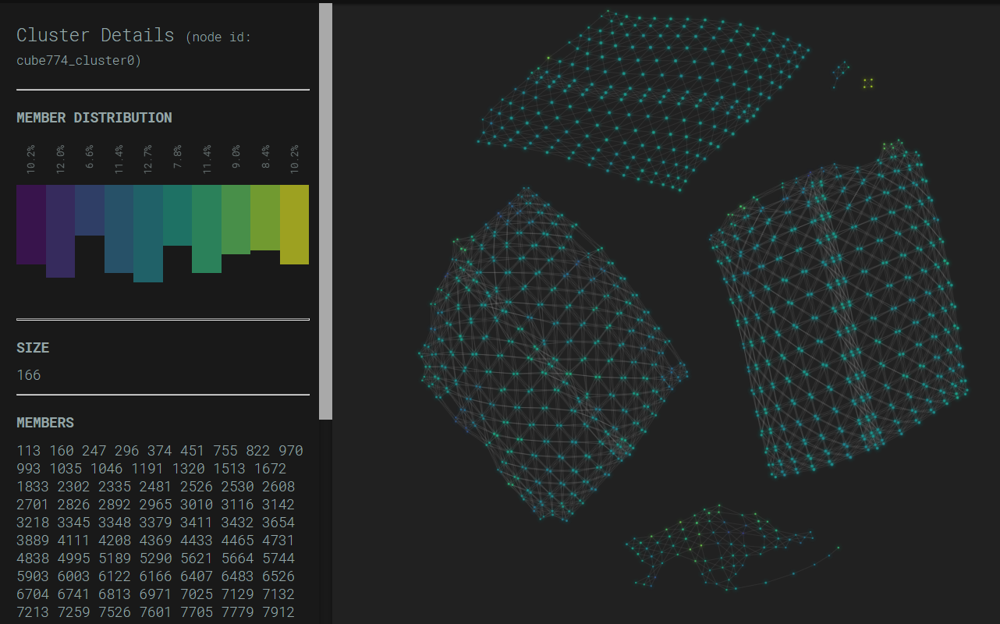 Cluster Details (node id:
cube774_cluster0)
MEMBER DISTRIBUTION
10.2% 12.0% 6.6% 11.4% 12.7% 7.8% 11.4% 9.0% 8.4% 10.2%
SIZE
166
MEMBERS
113 160 247 296 374 451 755 822 970
993 1035 1046 1191 1320 1513 1672
1833 2302 2335 2481 2526 2530 2608
2701 2826 2892 2965 3010 3116 3142
3218 3345 3348 3379 3411 3432 3654
3889 4111 4208 4369 4433 4465 4731
4838 4995 5189 5290 5621 5664 5744
5903 6003 6122 6166 6407 6483 6526
6704 6741 6813 6971 7025 7129 7132
7213 7259 7526 7601 7705 7779 7912